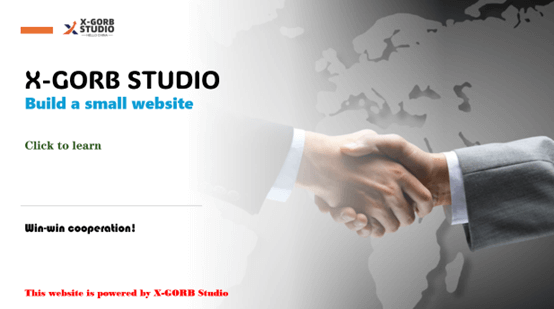 X-GORB
STUDIO
X-GORB STUDIO
Build a small website
Click to learn
Win-win cooperation!
This website is powered by X-GORB Studio